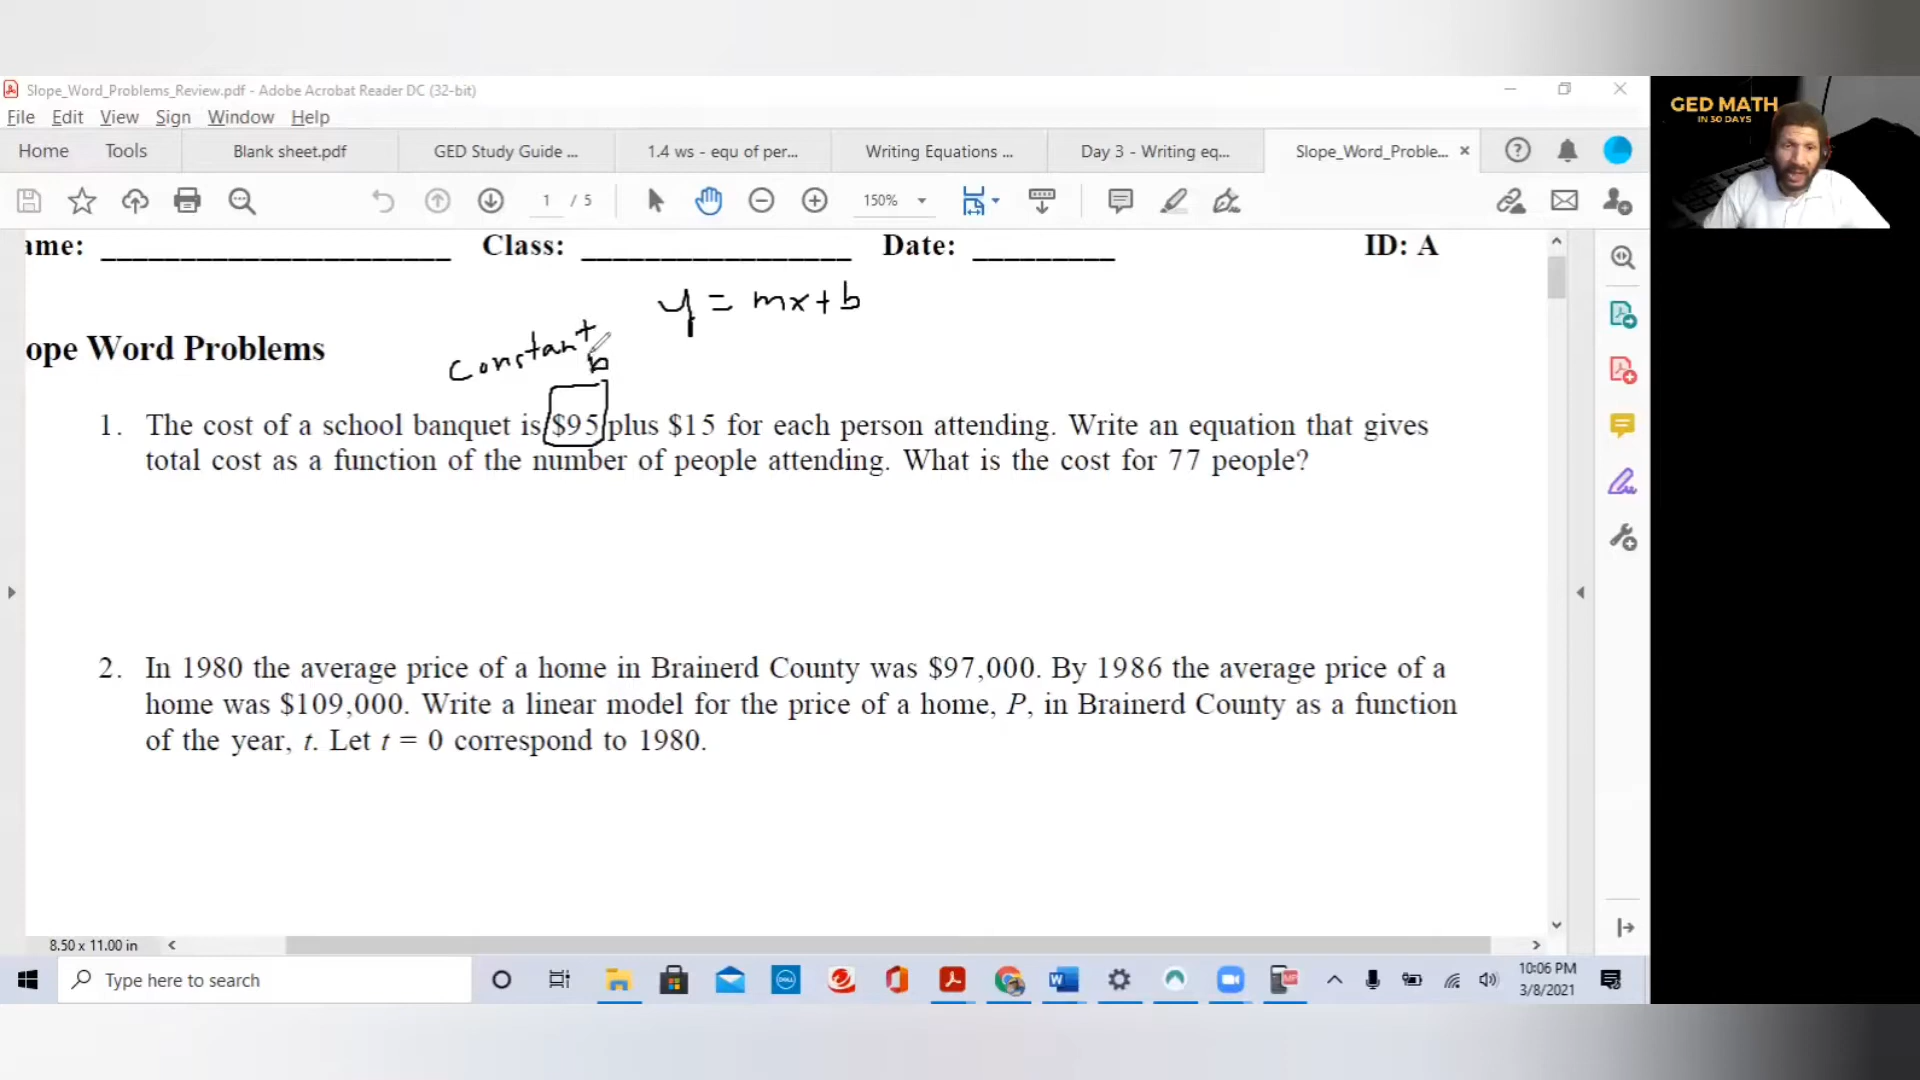 Slope_Word_Problems_Review.pdf - Adobe Acrobat Reader DC (32-bit)
File Edit View Sign Window Help
Home Tools Blank sheet.pdf GED Study Guide ... 1.4 ws - equ of per... Writing Equations ... Day 3 - Writing eq... Slope_Word_Proble... ×
1 / 5 150%
GED MATH
IN 30 DAYS
ame: ______________________ Class: _________________ Date: _________ ID: A
y = mx + b
constant
b
ope Word Problems
1. The cost of a school banquet is $95 plus $15 for each person attending. Write an equation that gives
total cost as a function of the number of people attending. What is the cost for 77 people?
2. In 1980 the average price of a home in Brainerd County was $97,000. By 1986 the average price of a
home was $109,000. Write a linear model for the price of a home, P, in Brainerd County as a function
of the year, t. Let t = 0 correspond to 1980.
8.50 x 11.00 in
Type here to search
10:06 PM
3/8/2021